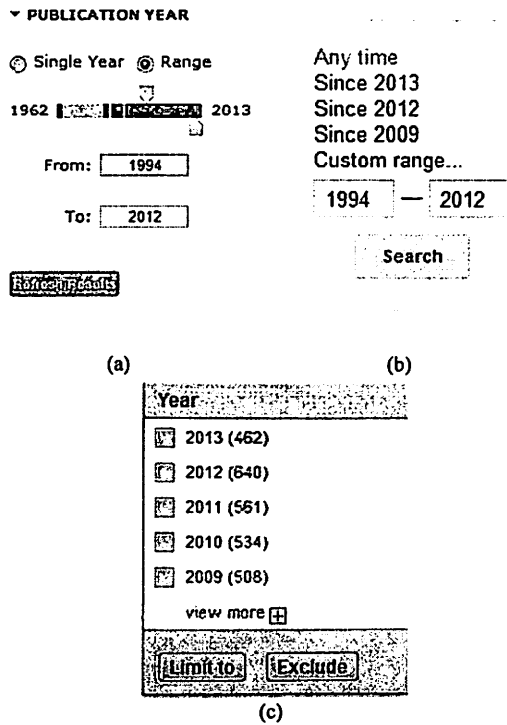 PUBLICATION YEAR
Single Year Range
1962 2013
From: 1994
To: 2012
Refresh Results
Any time
Since 2013
Since 2012
Since 2009
Custom range...
1994 — 2012
Search
(a) (b)
Year
2013 (462)
2012 (640)
2011 (561)
2010 (534)
2009 (508)
view more
Limit to Exclude
(c)